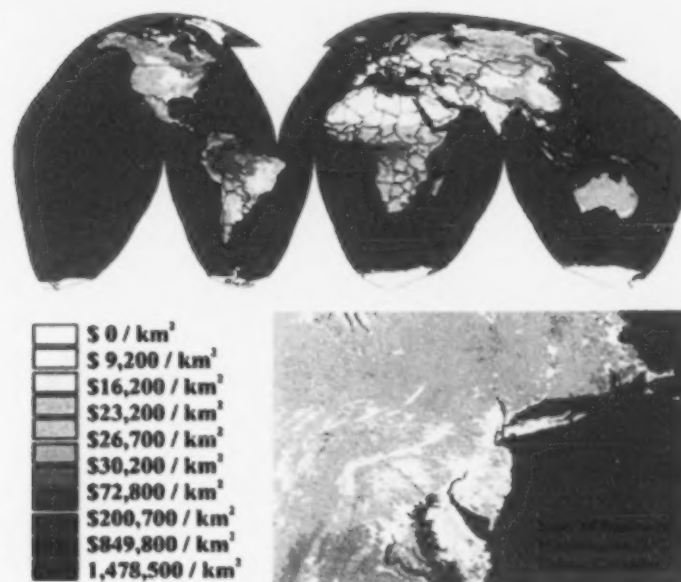 $ 0 / km²
$ 9,200 / km²
$16,200 / km²
$23,200 / km²
$26,700 / km²
$30,200 / km²
$72,800 / km²
$200,700 / km²
$849,800 / km²
1,478,500 / km²